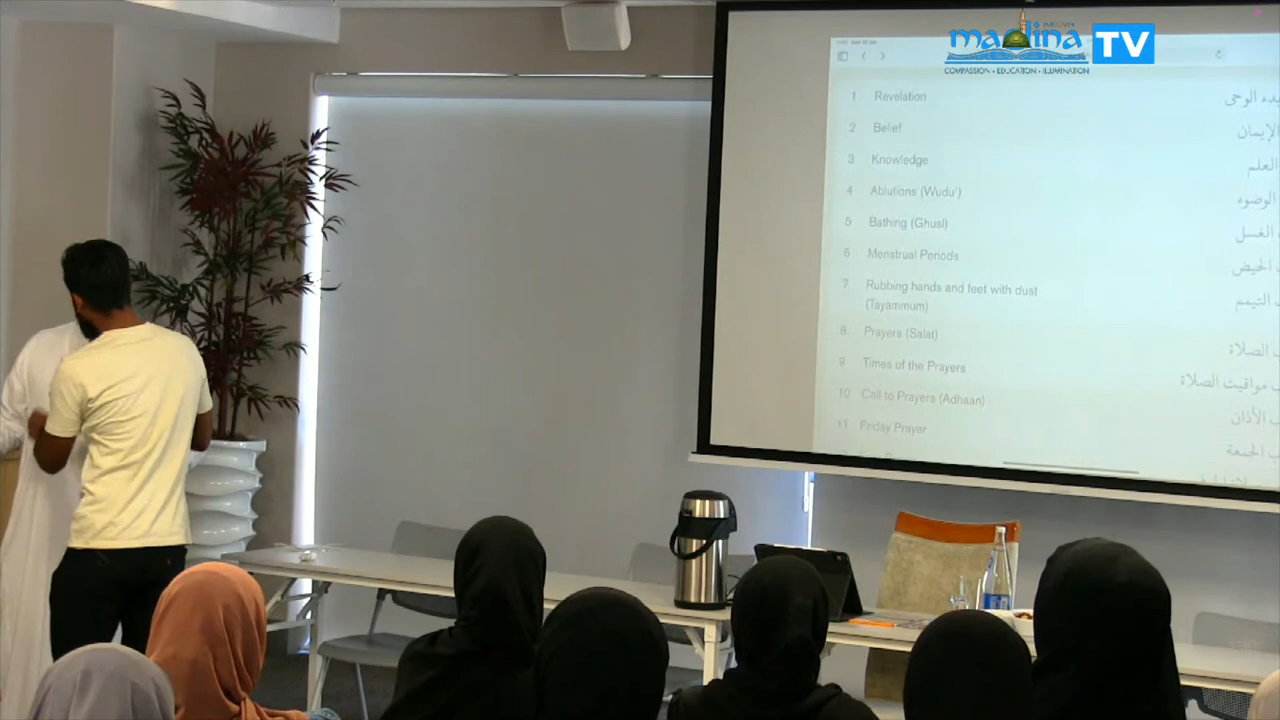 madina
TV
COMPASSION • EDUCATION • ILLUMINATION
1 Revelation بدء الوحى
2 Belief الإيمان
3 Knowledge العلم
4 Ablutions (Wudu') الوضوء
5 Bathing (Ghusl) الغسل
6 Menstrual Periods الحيض
7 Rubbing hands and feet with dust
(Tayammum) التيمم
8 Prayers (Salat) الصلاة
9 Times of the Prayers مواقيت الصلاة
10 Call to Prayers (Adhaan) الأذان
11 Friday Prayer الجمعة